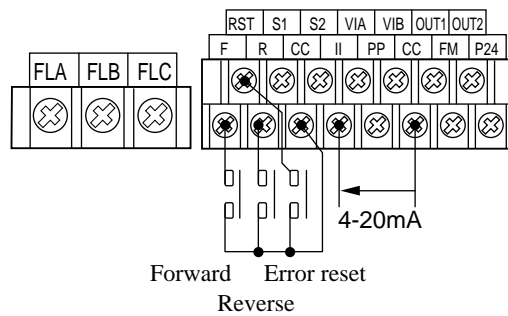 RST S1 S2 VIA VIB OUT1 OUT2
F R CC II PP CC FM P24
FLA FLB FLC
4-20mA
Forward Error reset
Reverse